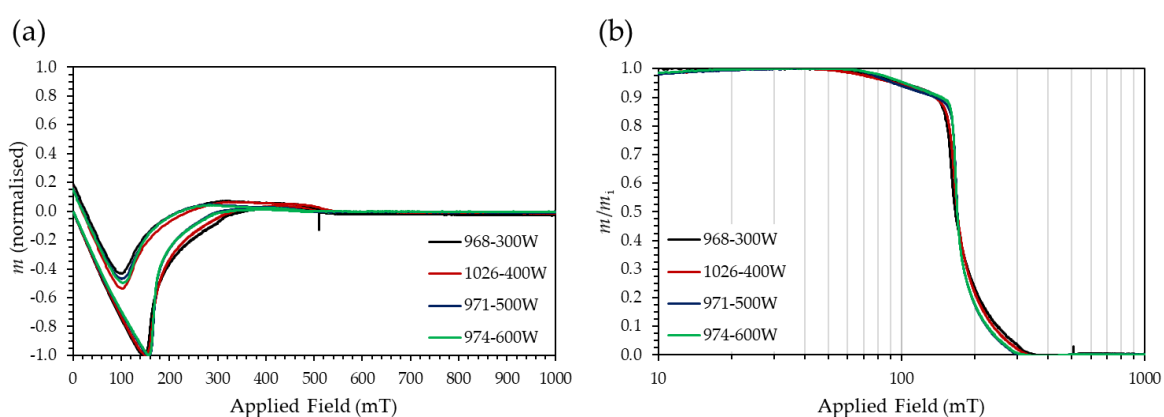 (a)
m (normalised)
1.0
0.8
0.6
0.4
0.2
0.0
-0.2
-0.4
-0.6
-0.8
-1.0
968-300W
1026-400W
971-500W
974-600W
0 100 200 300 400 500 600 700 800 900 1000
Applied Field (mT)
(b)
m/mi
1.0
0.9
0.8
0.7
0.6
0.5
0.4
0.3
0.2
0.1
0.0
968-300W
1026-400W
971-500W
974-600W
10 100 1000
Applied Field (mT)